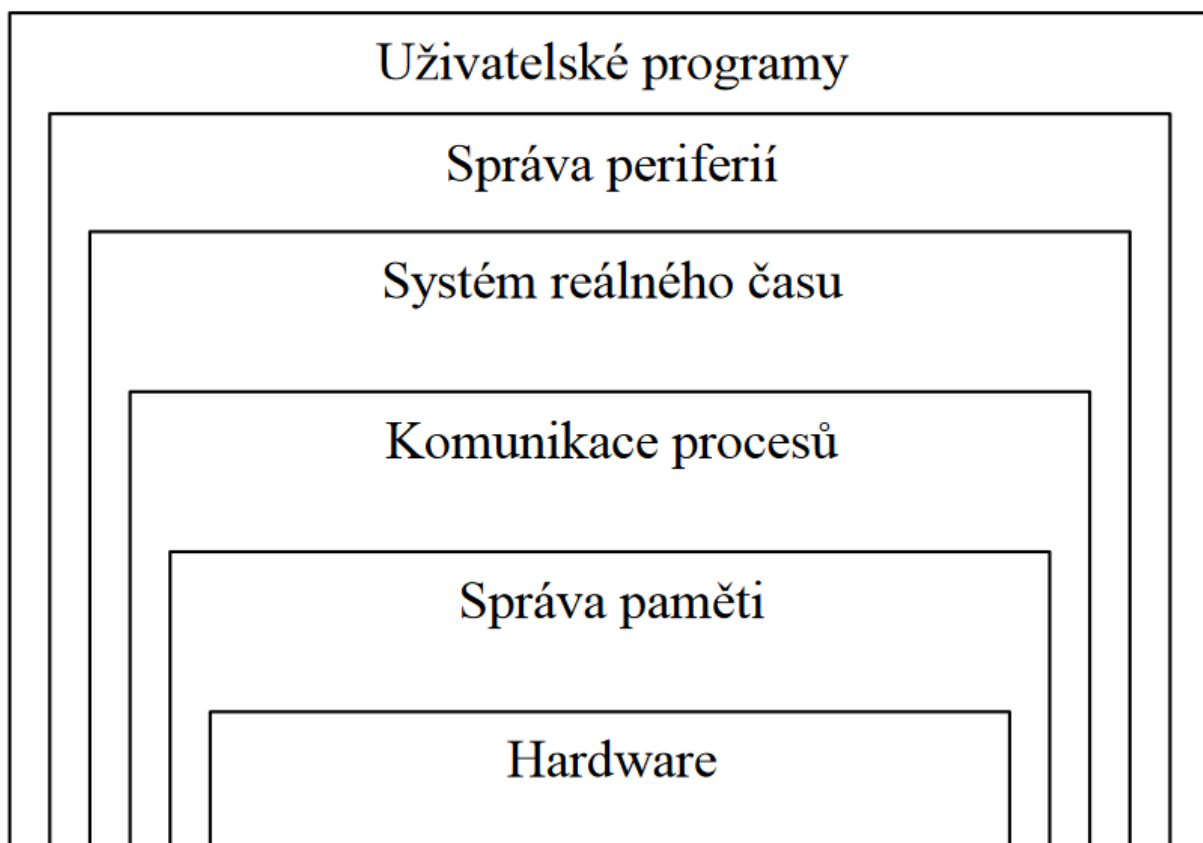 Uživatelské programy
Správa periferií
Systém reálného času
Komunikace procesů
Správa paměti
Hardware